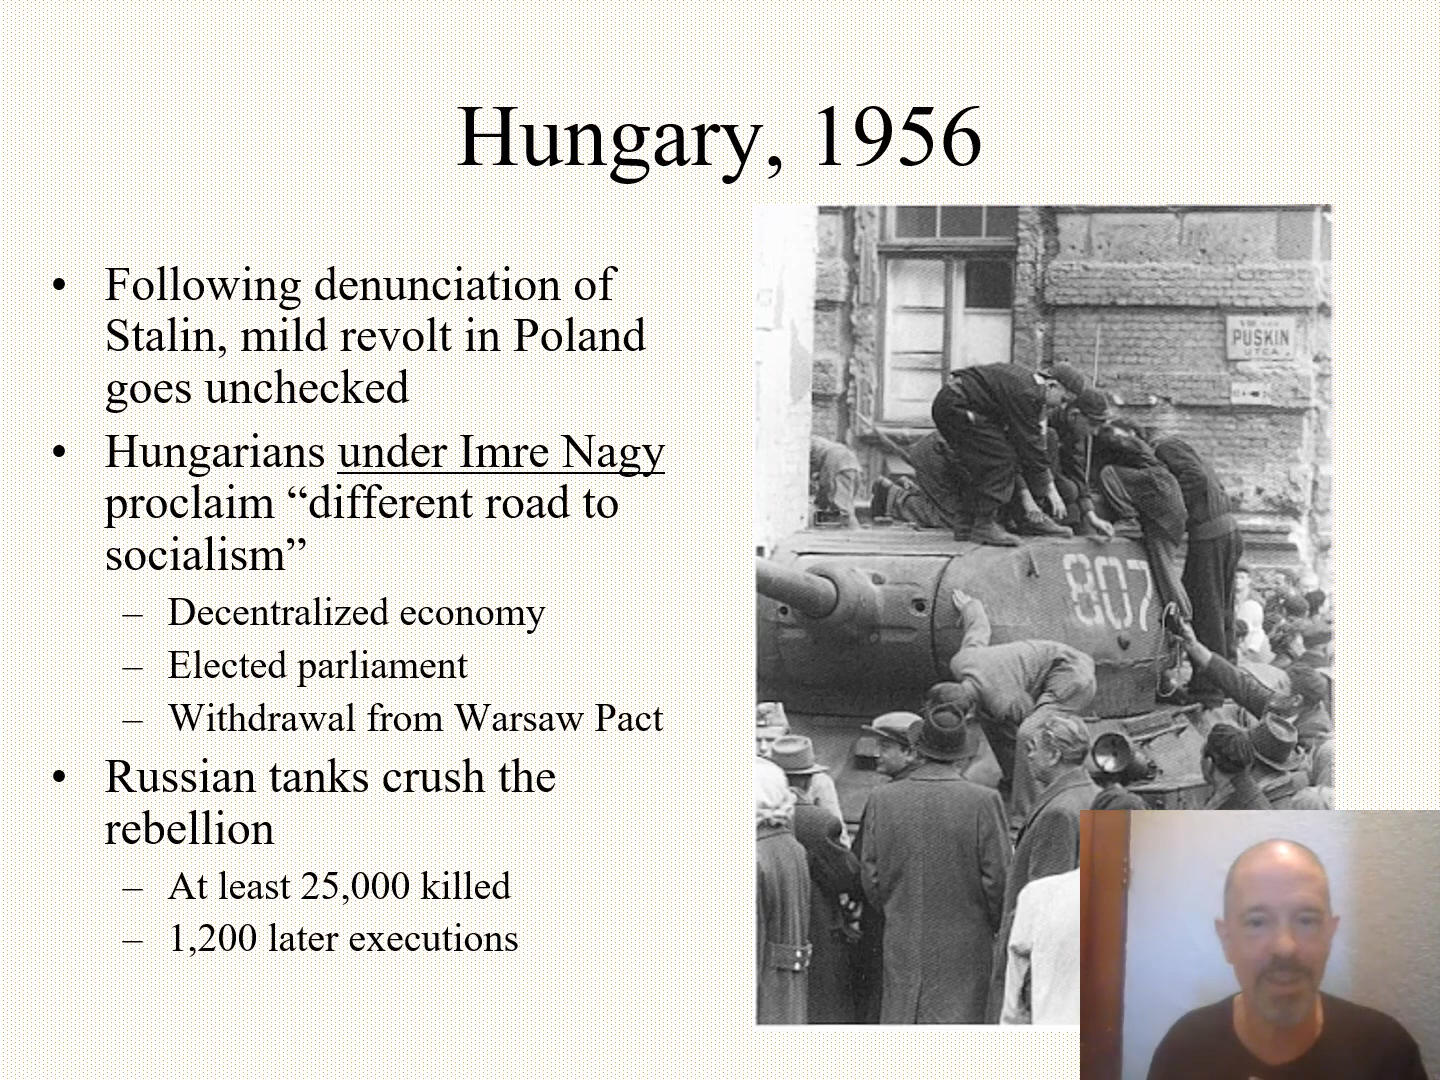 Hungary, 1956
• Following denunciation of
Stalin, mild revolt in Poland
goes unchecked
• Hungarians under Imre Nagy
proclaim “different road to
socialism”
– Decentralized economy
– Elected parliament
– Withdrawal from Warsaw Pact
• Russian tanks crush the
rebellion
– At least 25,000 killed
– 1,200 later executions
PUSKIN
UTCA
807